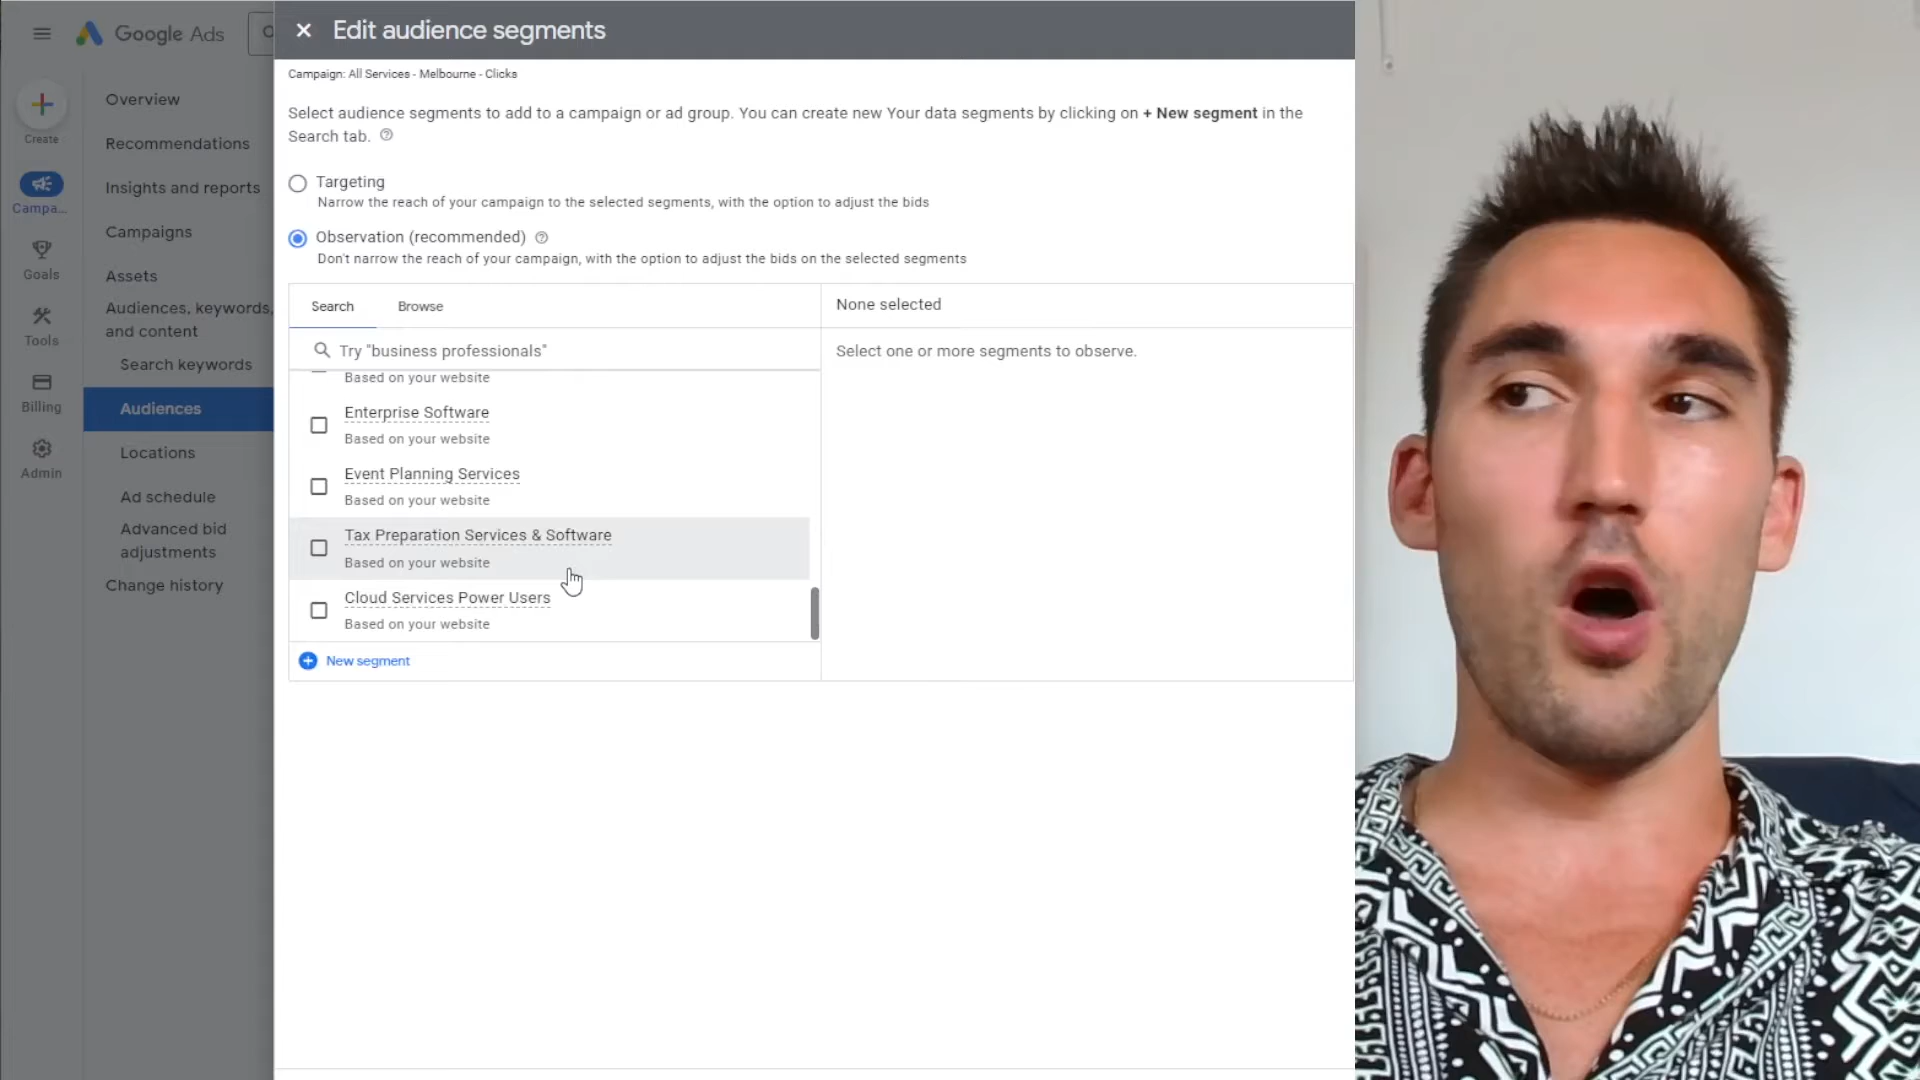 Google Ads
Edit audience segments
Campaign: All Services - Melbourne - Clicks
Select audience segments to add to a campaign or ad group. You can create new Your data segments by clicking on + New segment in the
Search tab.
Targeting
Narrow the reach of your campaign to the selected segments, with the option to adjust the bids
Observation (recommended)
Don't narrow the reach of your campaign, with the option to adjust the bids on the selected segments
Search
Browse
None selected
Try "business professionals"
Select one or more segments to observe.
Based on your website
Enterprise Software
Based on your website
Event Planning Services
Based on your website
Tax Preparation Services & Software
Based on your website
Cloud Services Power Users
Based on your website
New segment
Create
Campa...
Goals
Tools
Billing
Admin
Overview
Recommendations
Insights and reports
Campaigns
Assets
Audiences, keywords,
and content
Search keywords
Audiences
Locations
Ad schedule
Advanced bid
adjustments
Change history